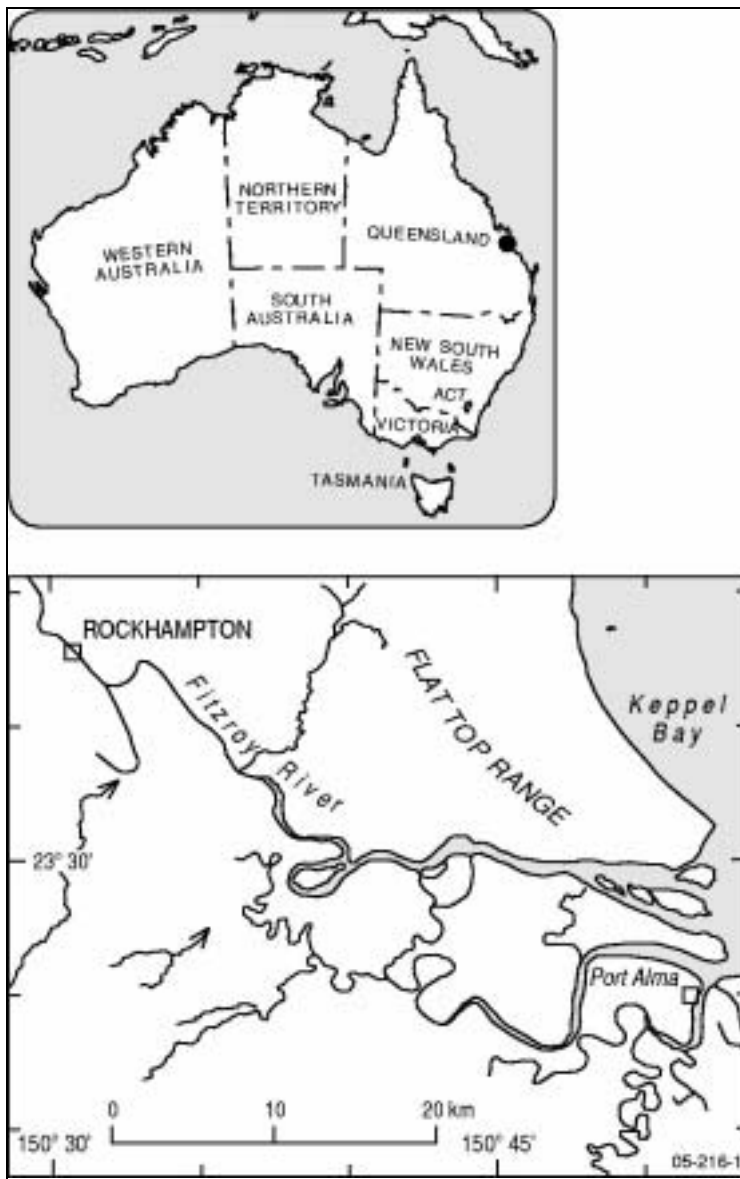 NORTHERN
TERRITORY
QUEENSLAND
WESTERN
AUSTRALIA
SOUTH
AUSTRALIA
NEW SOUTH
WALES
ACT
VICTORIA
TASMANIA
ROCKHAMPTON
Fitzroy River
FLAT TOP RANGE
Keppel
Bay
23° 30'
Port Alma
0 10 20 km
150° 30' 150° 45'
05-216-1